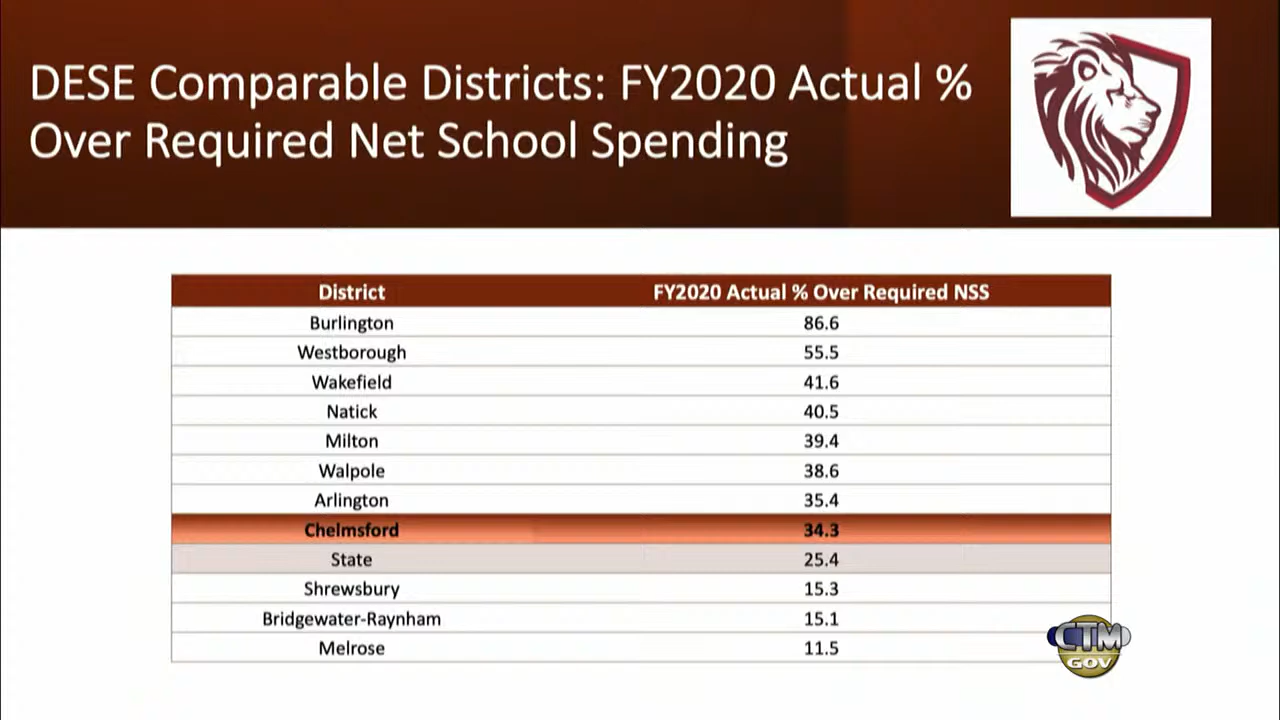 DESE Comparable Districts: FY2020 Actual %
Over Required Net School Spending
District FY2020 Actual % Over Required NSS
Burlington 86.6
Westborough 55.5
Wakefield 41.6
Natick 40.5
Milton 39.4
Walpole 38.6
Arlington 35.4
Chelmsford 34.3
State 25.4
Shrewsbury 15.3
Bridgewater-Raynham 15.1
Melrose 11.5
CTM
GOV